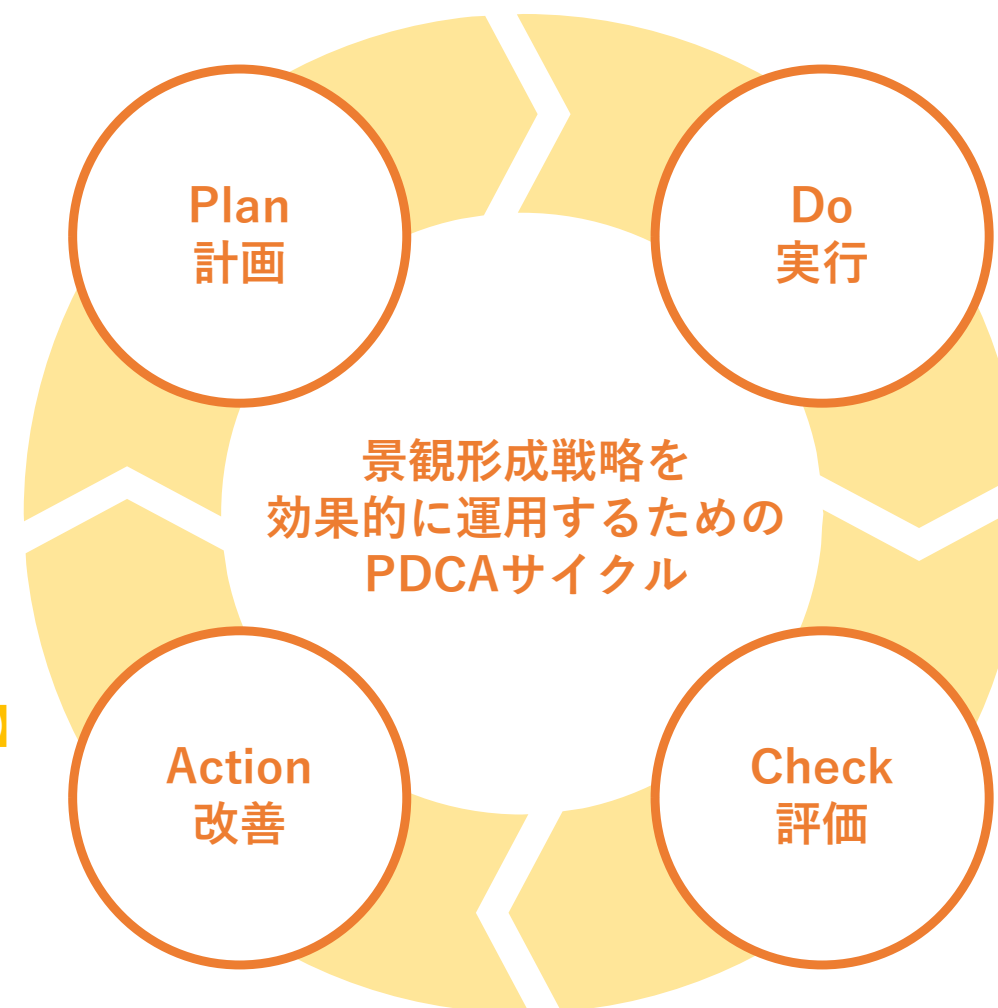 Plan
計画
Do
実行
景観形成戦略を
効果的に運用するための
PDCAサイクル
Action
改善
Check
評価
】